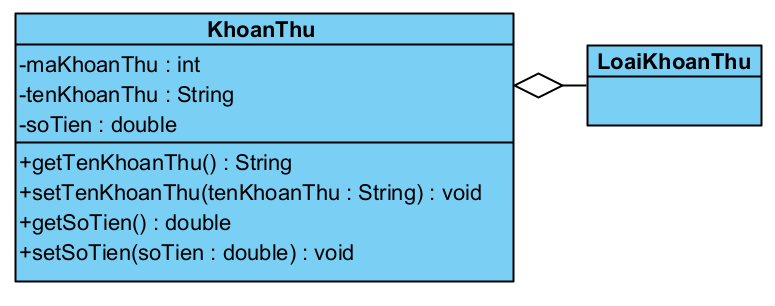 KhoanThu
-maKhoanThu : int
-tenKhoanThu : String
-soTien : double
+getTenKhoanThu() : String
+setTenKhoanThu(tenKhoanThu : String) : void
+getSoTien() : double
+setSoTien(soTien : double) : void
LoaiKhoanThu